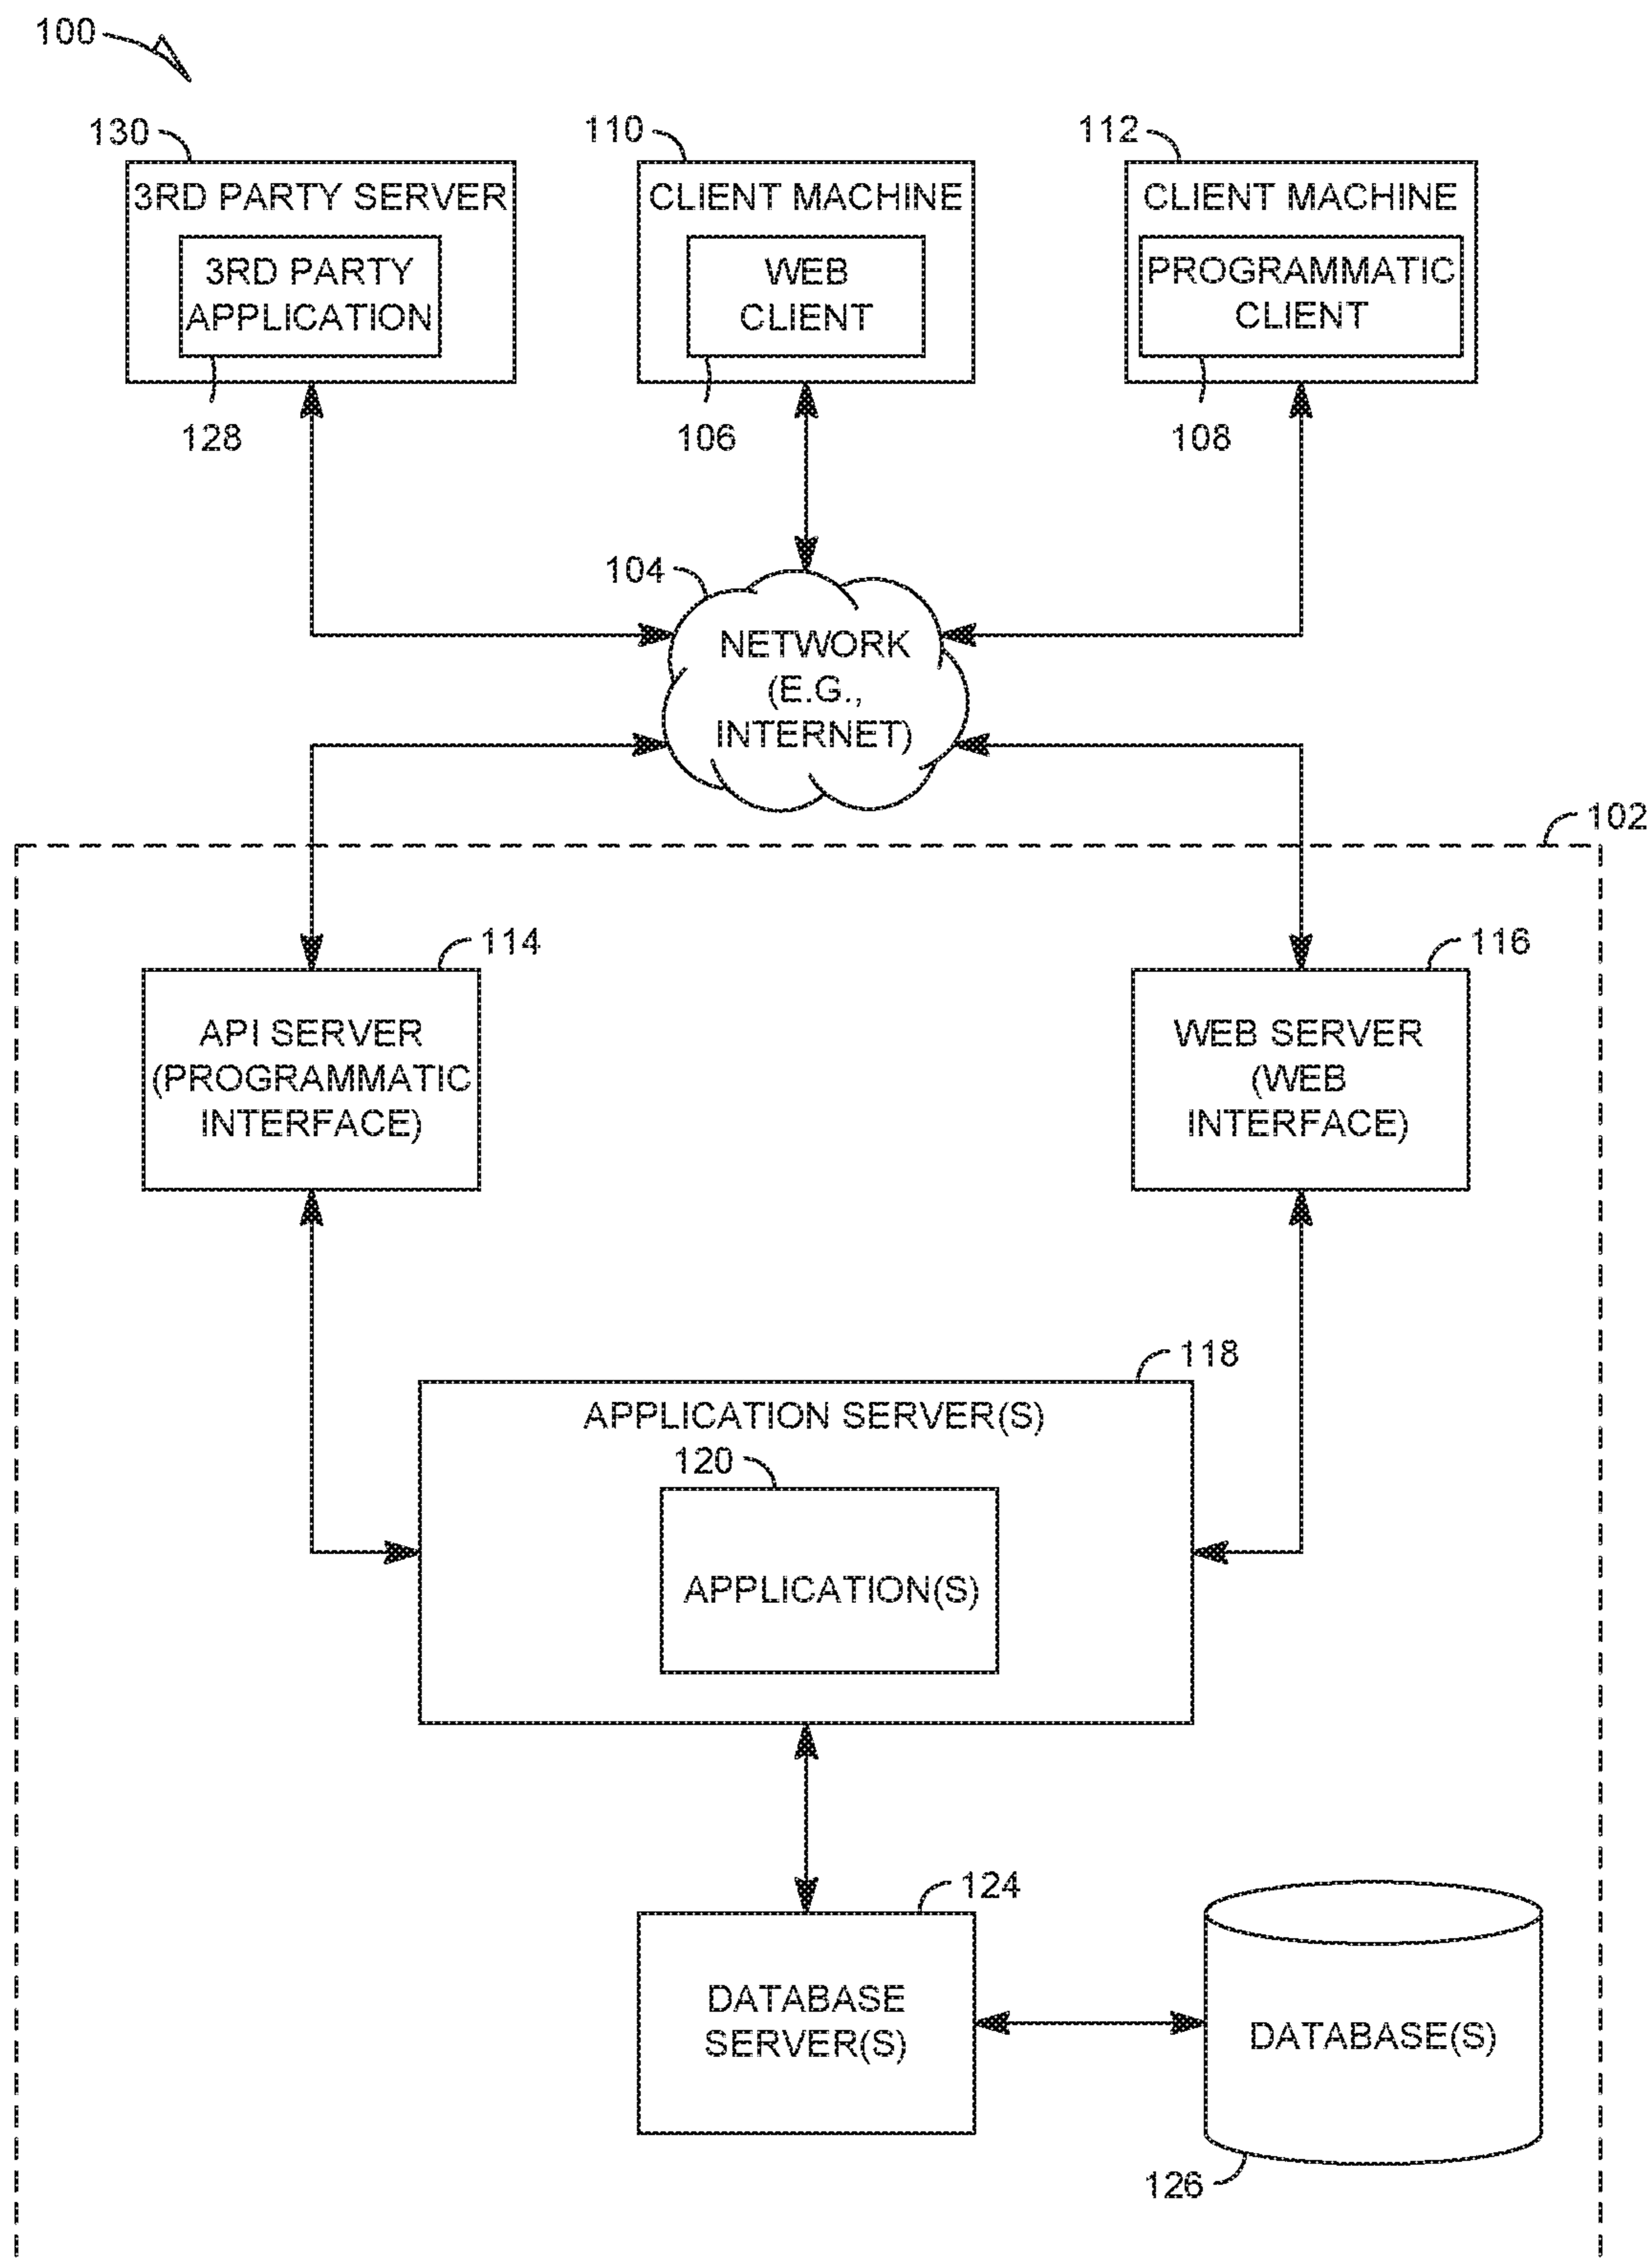 100
130
110
112
3RD PARTY SERVER
CLIENT MACHINE
CLIENT MACHINE
3RD PARTY
APPLICATION
WEB
CLIENT
PROGRAMMATIC
CLIENT
128
106
108
104
NETWORK
(E.G.,
INTERNET)
102
114
116
API SERVER
(PROGRAMMATIC
INTERFACE)
WEB SERVER
(WEB
INTERFACE)
118
APPLICATION SERVER(S)
120
APPLICATION(S)
124
DATABASE
SERVER(S)
DATABASE(S)
126